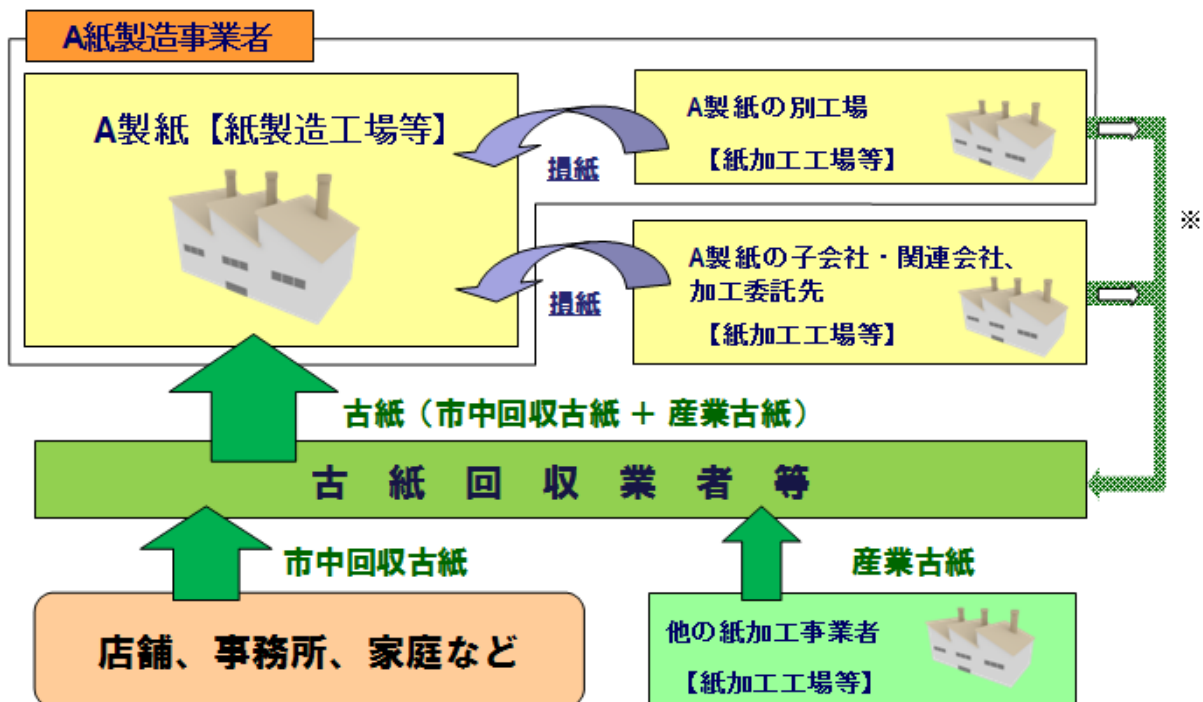 A紙製造事業者
A製紙【紙製造工場等】
A製紙の別工場
【紙加工工場等】
損紙
※
A製紙の子会社・関連会社、
加工委託先
【紙加工工場等】
損紙
古紙（市中回収古紙 + 産業古紙）
古紙回収業者等
市中回収古紙
産業古紙
店舗、事務所、家庭など
他の紙加工事業者
【紙加工工場等】